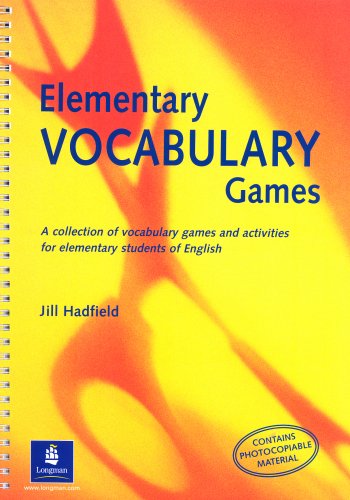 Elementary
VOCABULARY
Games
A collection of vocabulary games and activities
for elementary students of English
Jill Hadfield
CONTAINS
PHOTOCOPIABLE
MATERIAL
Longman
www.longman.com